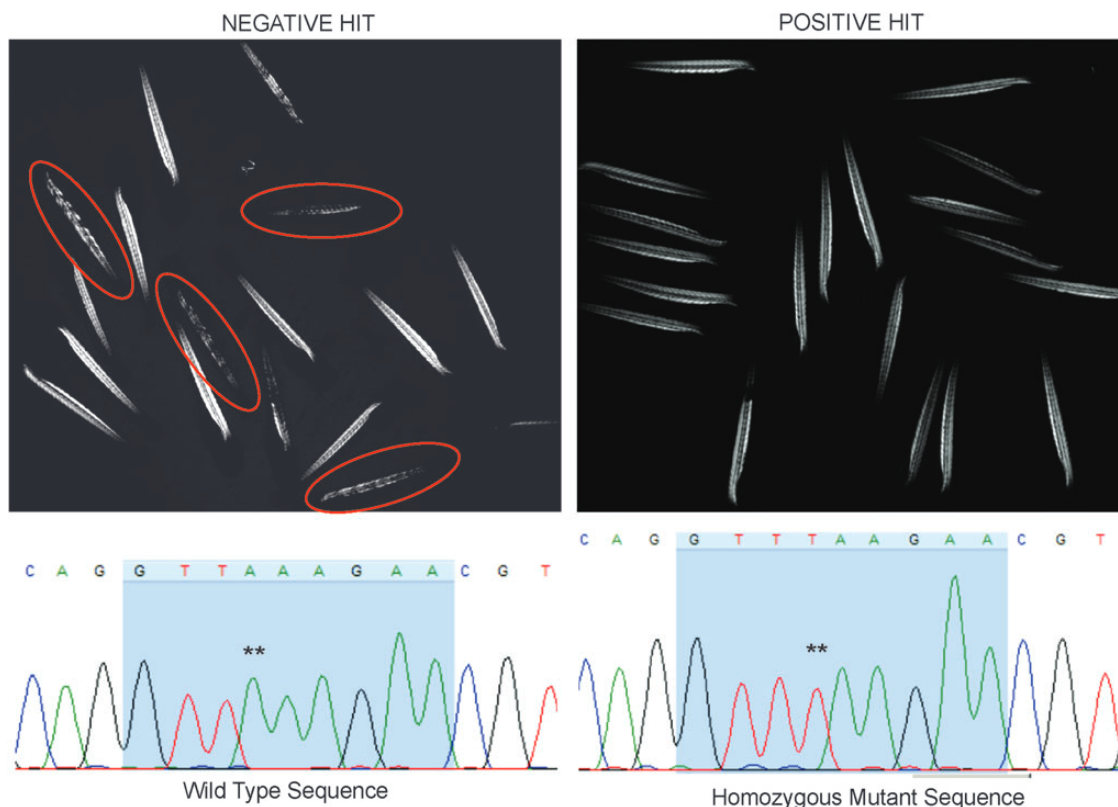 NEGATIVE HIT
POSITIVE HIT
C A G G T T A A A G A A C G T
**
Wild Type Sequence
C A G G T T T A A G A A C G T
**
Homozygous Mutant Sequence